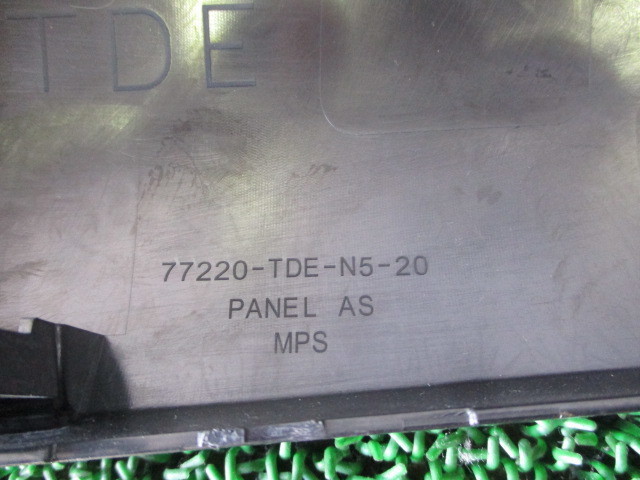 TDE
77220-TDE-N5-20
PANEL AS
MPS